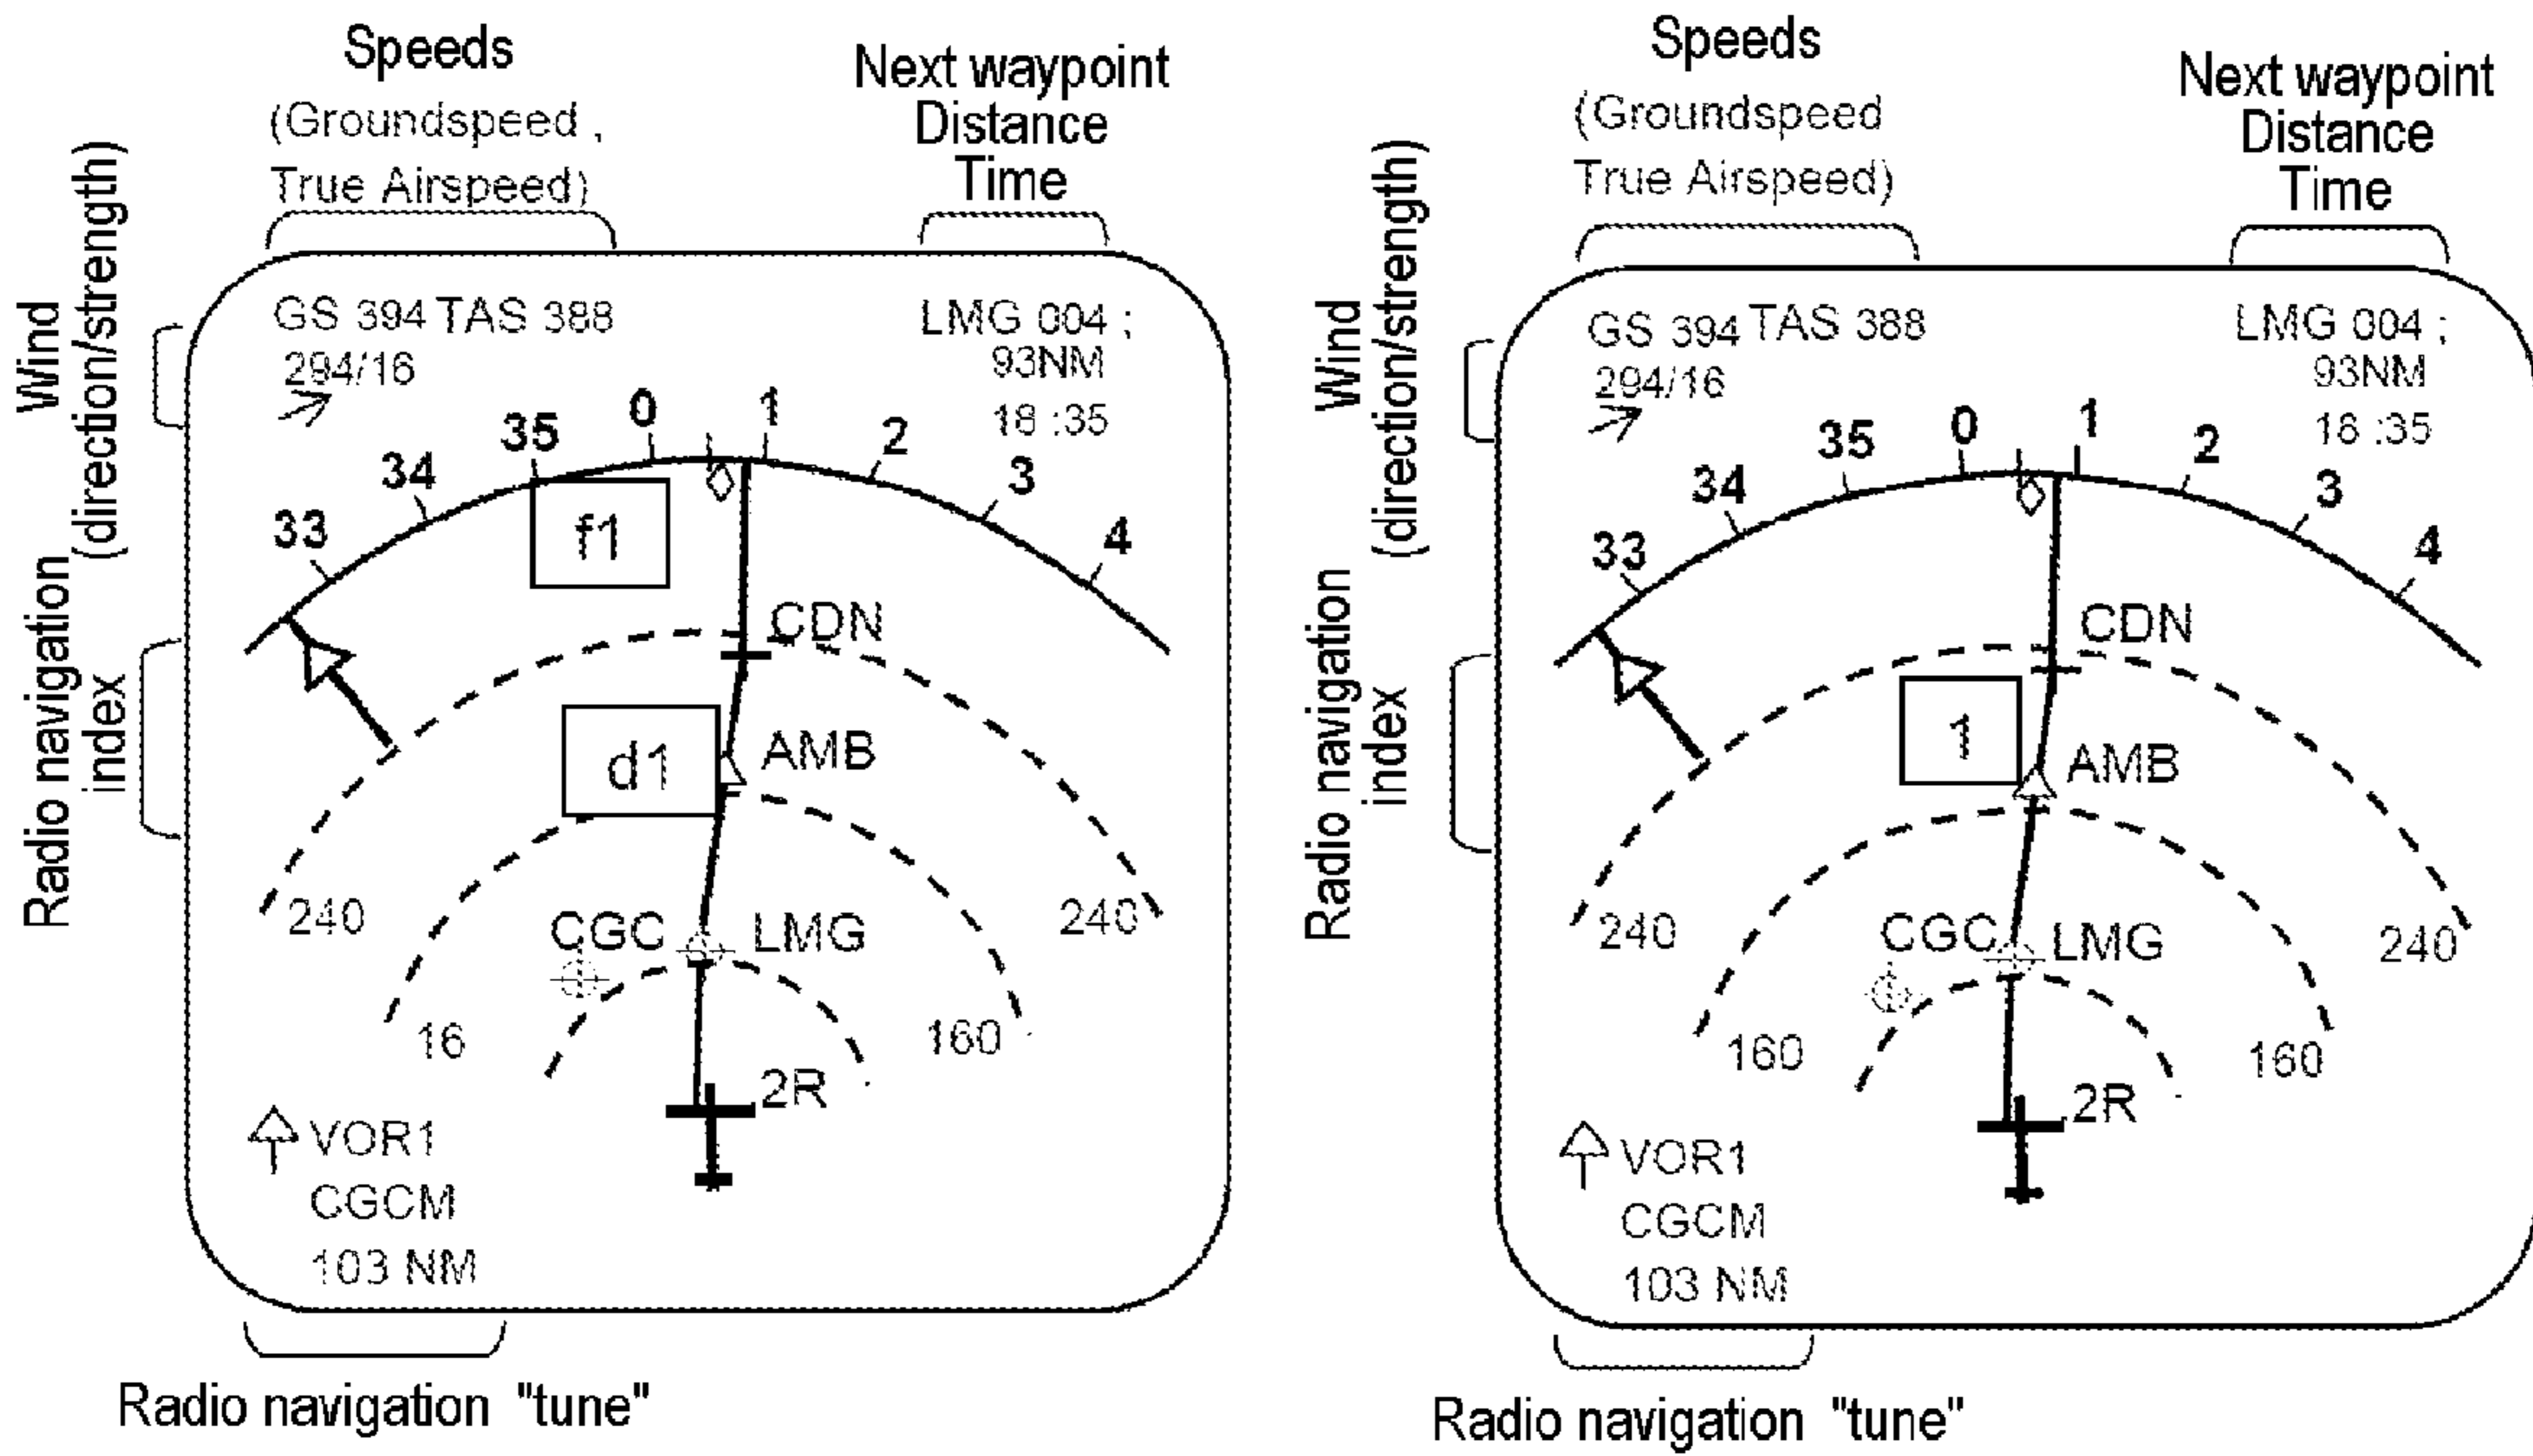 Speeds
(Groundspeed ,
True Airspeed)
Next waypoint
Distance
Time
Wind
(direction/strength)
Radio navigation
index
GS 394 TAS 388
294/16
LMG 004 ;
93NM
18 :35
33
34
35
0
1
2
3
4
f1
CDN
d1
AMB
240
240
CGC
LMG
16
160
2R
VOR1
CGCM
103 NM
Radio navigation "tune"
Speeds
(Groundspeed
True Airspeed)
Next waypoint
Distance
Time
Wind
(direction/strength)
Radio navigation
index
GS 394 TAS 388
294/16
LMG 004 ;
93NM
18 :35
33
34
35
0
1
2
3
4
CDN
1
AMB
240
240
CGC
LMG
160
160
2R
VOR1
CGCM
103 NM
Radio navigation "tune"